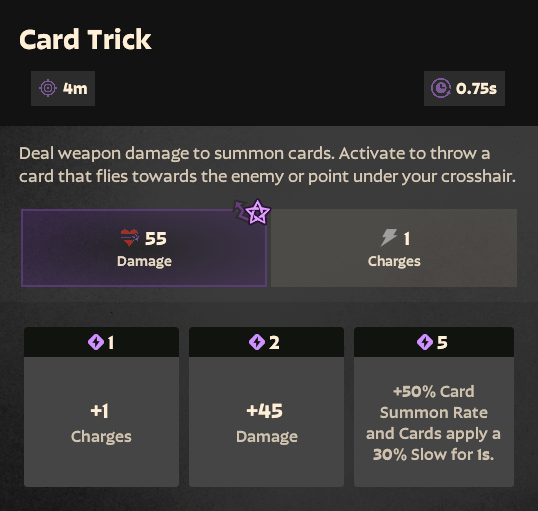 Card Trick
4m
0.75s
Deal weapon damage to summon cards. Activate to throw a
card that flies towards the enemy or point under your crosshair.
55
Damage
1
Charges
1
+1
Charges
2
+45
Damage
5
+50% Card
Summon Rate
and Cards apply a
30% Slow for 1s.